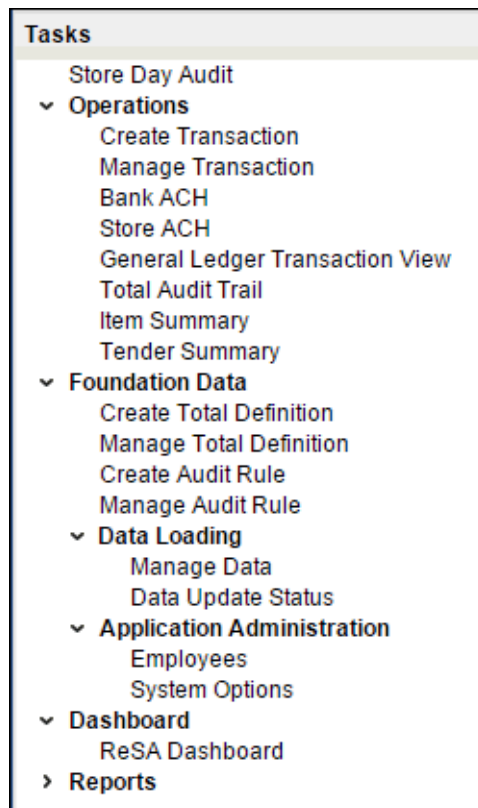 Tasks
Store Day Audit
Operations
Create Transaction
Manage Transaction
Bank ACH
Store ACH
General Ledger Transaction View
Total Audit Trail
Item Summary
Tender Summary
Foundation Data
Create Total Definition
Manage Total Definition
Create Audit Rule
Manage Audit Rule
Data Loading
Manage Data
Data Update Status
Application Administration
Employees
System Options
Dashboard
ReSA Dashboard
Reports